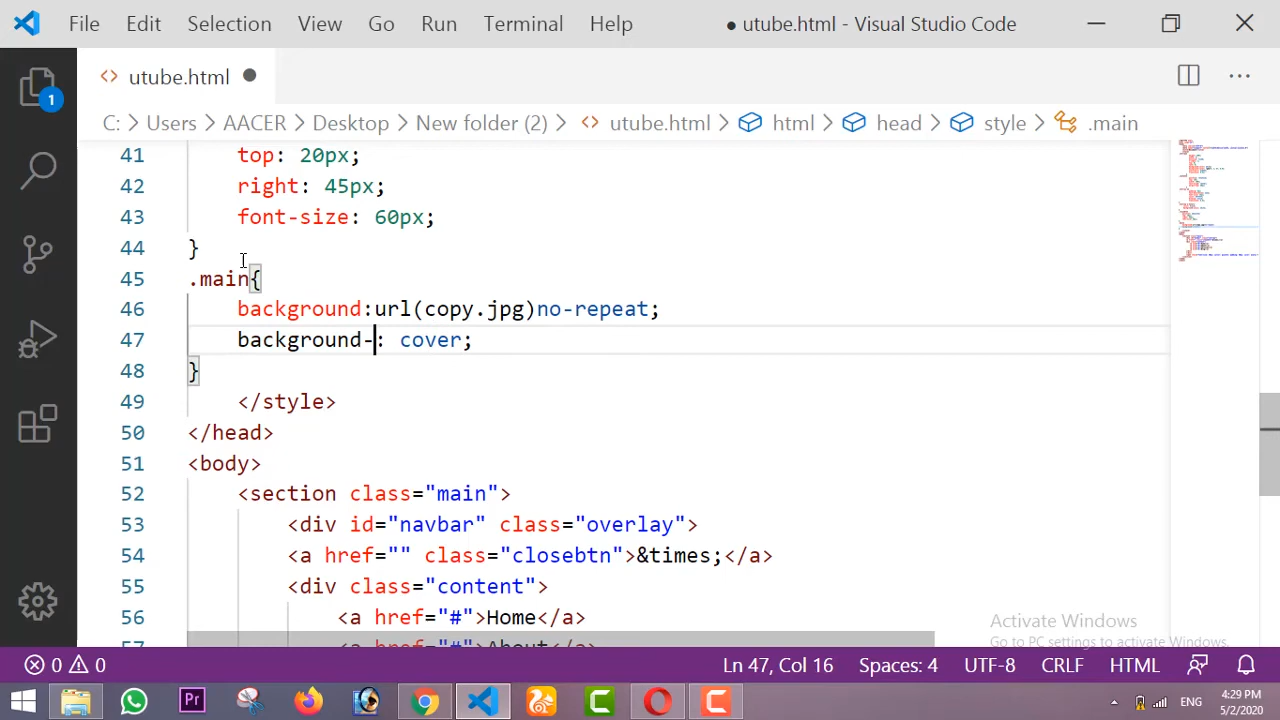 File Edit Selection View Go Run Terminal Help ● utube.html - Visual Studio Code
<> utube.html ●
C: > Users > AACER > Desktop > New folder (2) > <> utube.html > html > head > style > .main
41 top: 20px;
42 right: 45px;
43 font-size: 60px;
44 }
45 .main{
46 background:url(copy.jpg)no-repeat;
47 background-: cover;
48 }
49 </style>
50 </head>
51 <body>
52 <section class="main">
53 <div id="navbar" class="overlay">
54 <a href="" class="closebtn">&times;</a>
55 <div class="content">
56 <a href="#">Home</a>
57 <a href="#">About</a>
1
Activate Windows
Go to PC settings to activate Windows.
0 0 Ln 47, Col 16 Spaces: 4 UTF-8 CRLF HTML
Pr C C ENG 4:29 PM
5/2/2020